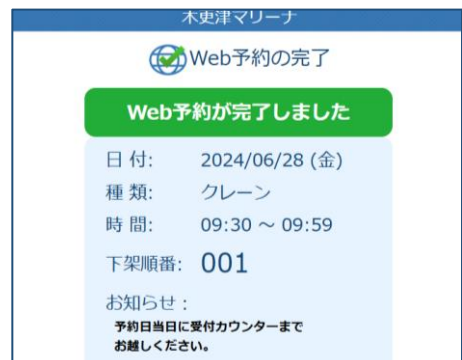 木更津マリーナ
Web予約の完了
Web予約が完了しました
日 付: 2024/06/28 (金)
種 類: クレーン
時 間: 09:30 ～ 09:59
下架順番: 001
お知らせ：
予約日当日に受付カウンターまで
お越しください。